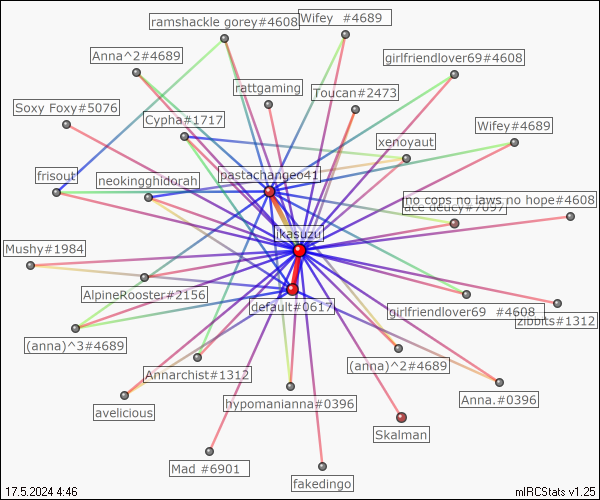 ramshackle gorey#4608
Wifey  #4689
Anna^2#4689
girlfriendlover69#4608
rattgaming
Toucan#2473
Soxy Foxy#5076
Cypha#1717
Wifey#4689
xenoyaut
frisout
neokingghidorah
pastachangeo41
no cops no laws no hope#4608
ace deucy#7697
ikasuzu
Mushy#1984
AlpineRooster#2156
default#0617
girlfriendlover69  #4608
zibbits#1312
(anna)^3#4689
Annarchist#1312
(anna)^2#4689
hypomanianna#0396
Anna.#0396
avelicious
Skalman
Mad #6901
fakedingo
17.5.2024 4:46
mIRCStats v1.25